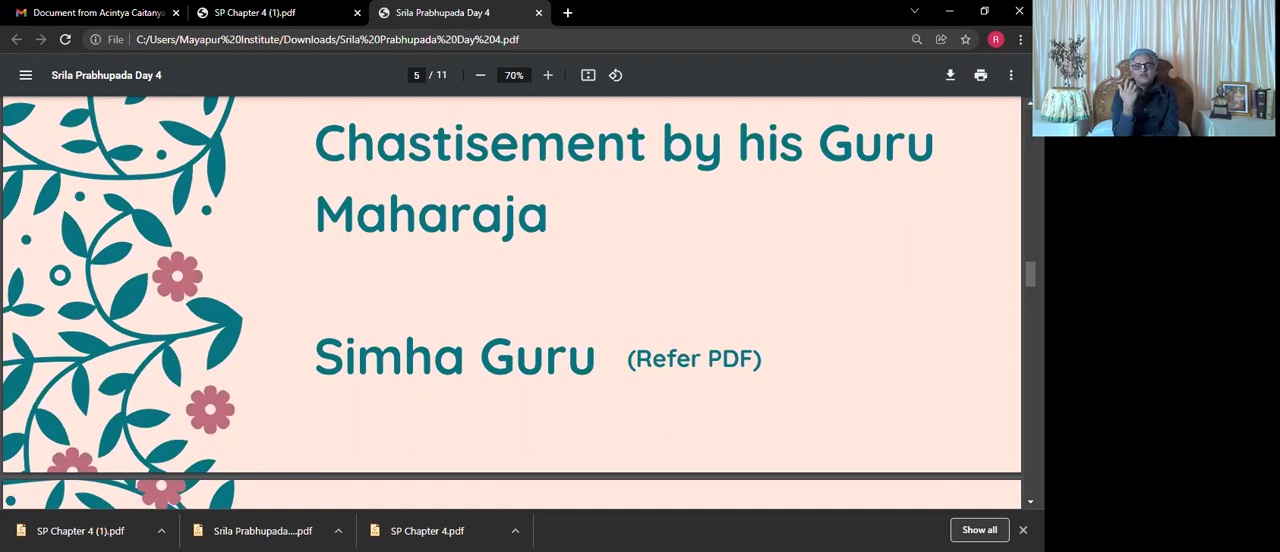 Document from Acintya Caitanya
SP Chapter 4 (1).pdf
Srila Prabhupada Day 4
File
C:/Users/Mayapur%20Institute/Downloads/Srila%20Prabhupada%20Day%204.pdf
R
Srila Prabhupada Day 4
5 / 11
70%
Chastisement by his Guru
Maharaja
Simha Guru (Refer PDF)
SP Chapter 4 (1).pdf
Srila Prabhupada....pdf
SP Chapter 4.pdf
Show all